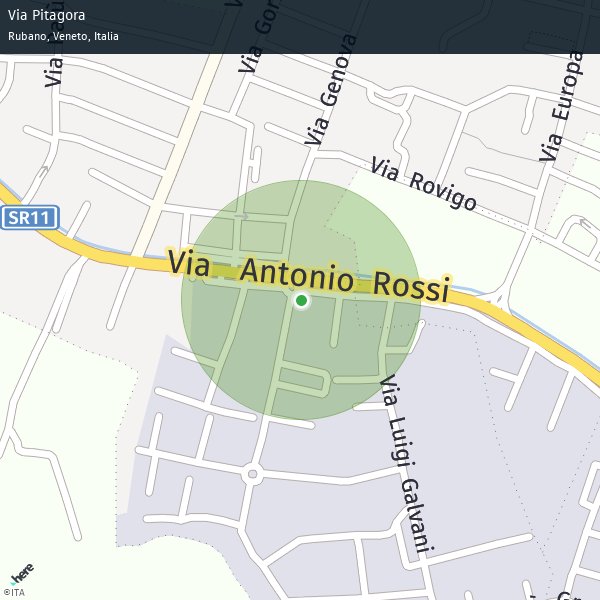 Via Pitagora
Rubano, Veneto, Italia
Via Genova
Via Europa
Via Rovigo
SR11
Via Antonio Rossi
Via Luigi Galvani
here
©ITA